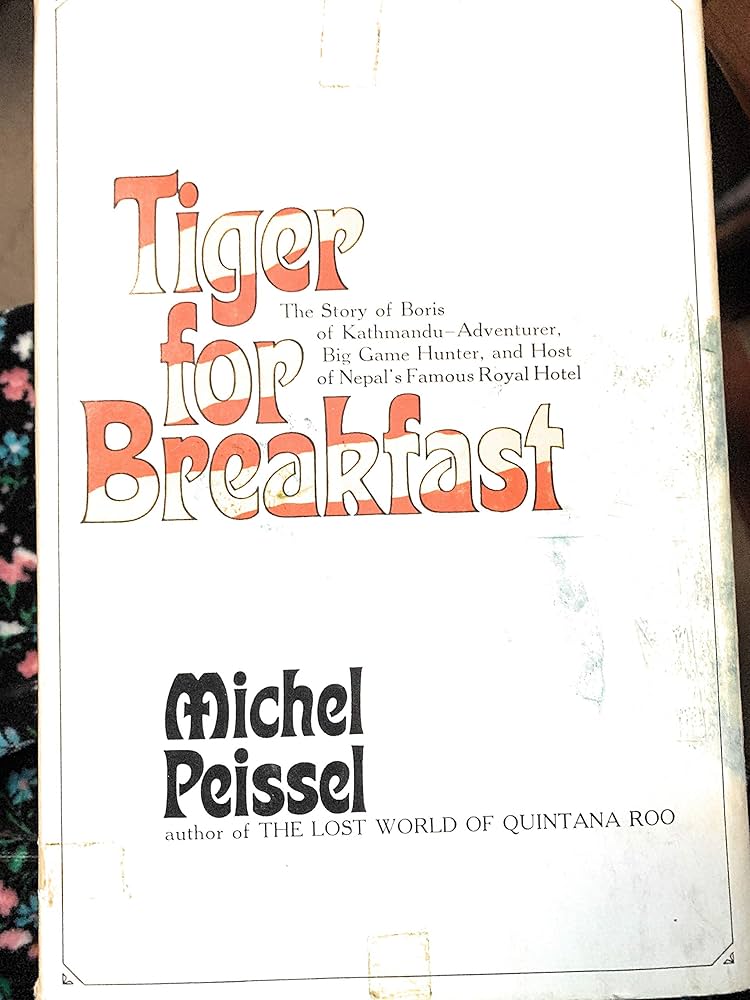 Tiger
for
Breakfast
The Story of Boris
of Kathmandu–Adventurer,
Big Game Hunter, and Host
of Nepal's Famous Royal Hotel
Michel
Peissel
author of THE LOST WORLD OF QUINTANA ROO